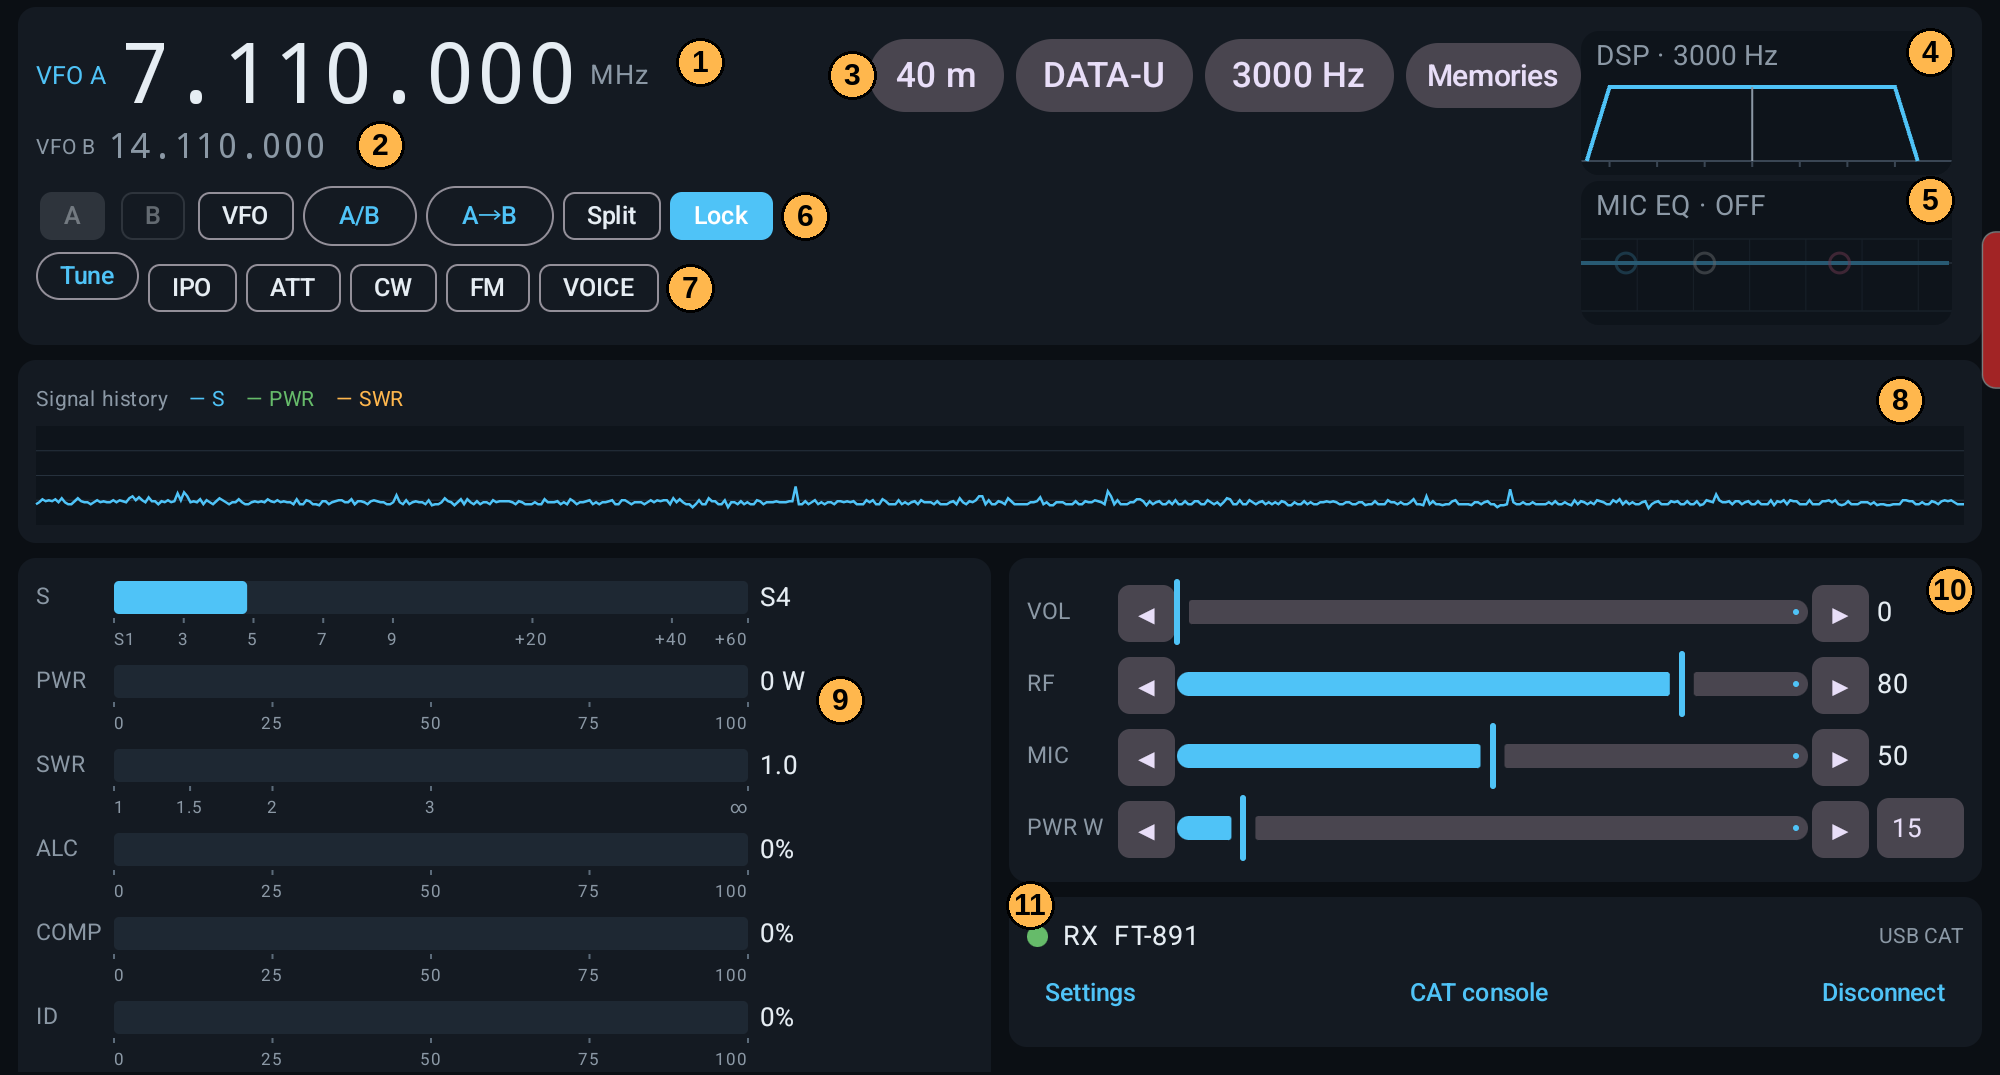 VFO A 7.110.000 MHz 1
3 40 m DATA-U 3000 Hz Memories
DSP · 3000 Hz 4
VFO B 14.110.000 2
MIC EQ · OFF 5
A B VFO A/B A→B Split Lock 6
Tune IPO ATT CW FM VOICE 7
Signal history — S — PWR — SWR 8
S S4
S1 3 5 7 9 +20 +40 +60
PWR 0 W 9
0 25 50 75 100
SWR 1.0
1 1.5 2 3 ∞
ALC 0%
0 25 50 75 100
COMP 0%
0 25 50 75 100
ID 0%
0 25 50 75 100
10
VOL ◀ ▶ 0
RF ◀ ▶ 80
MIC ◀ ▶ 50
PWR W ◀ ▶ 15
11
RX FT-891 USB CAT
Settings CAT console Disconnect